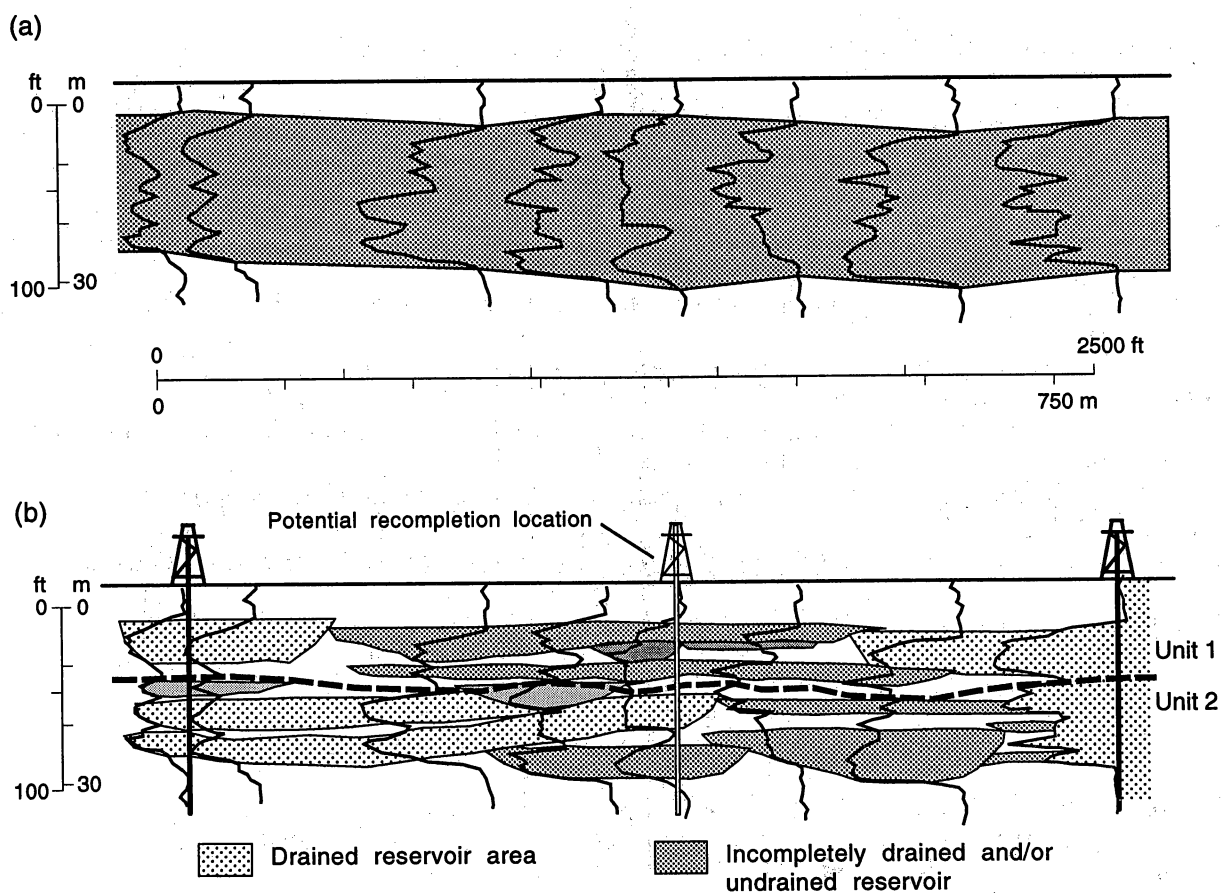 (a)
ft m
0 0
100 30
0 2500 ft
0 750 m
(b)
Potential recompletion location
ft m
0 0
Unit 1
Unit 2
100 30
Drained reservoir area
Incompletely drained and/or
undrained reservoir